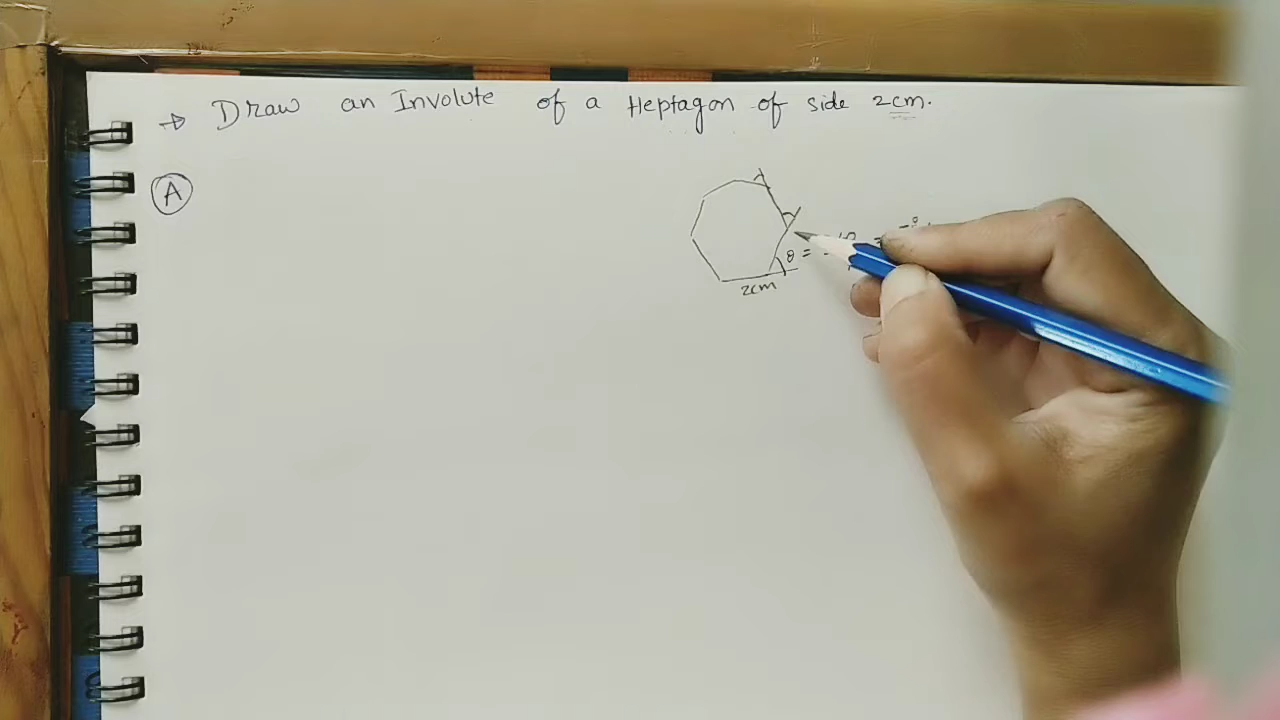 → Draw an Involute of a Heptagon of side 2cm.
A
θ =
2cm